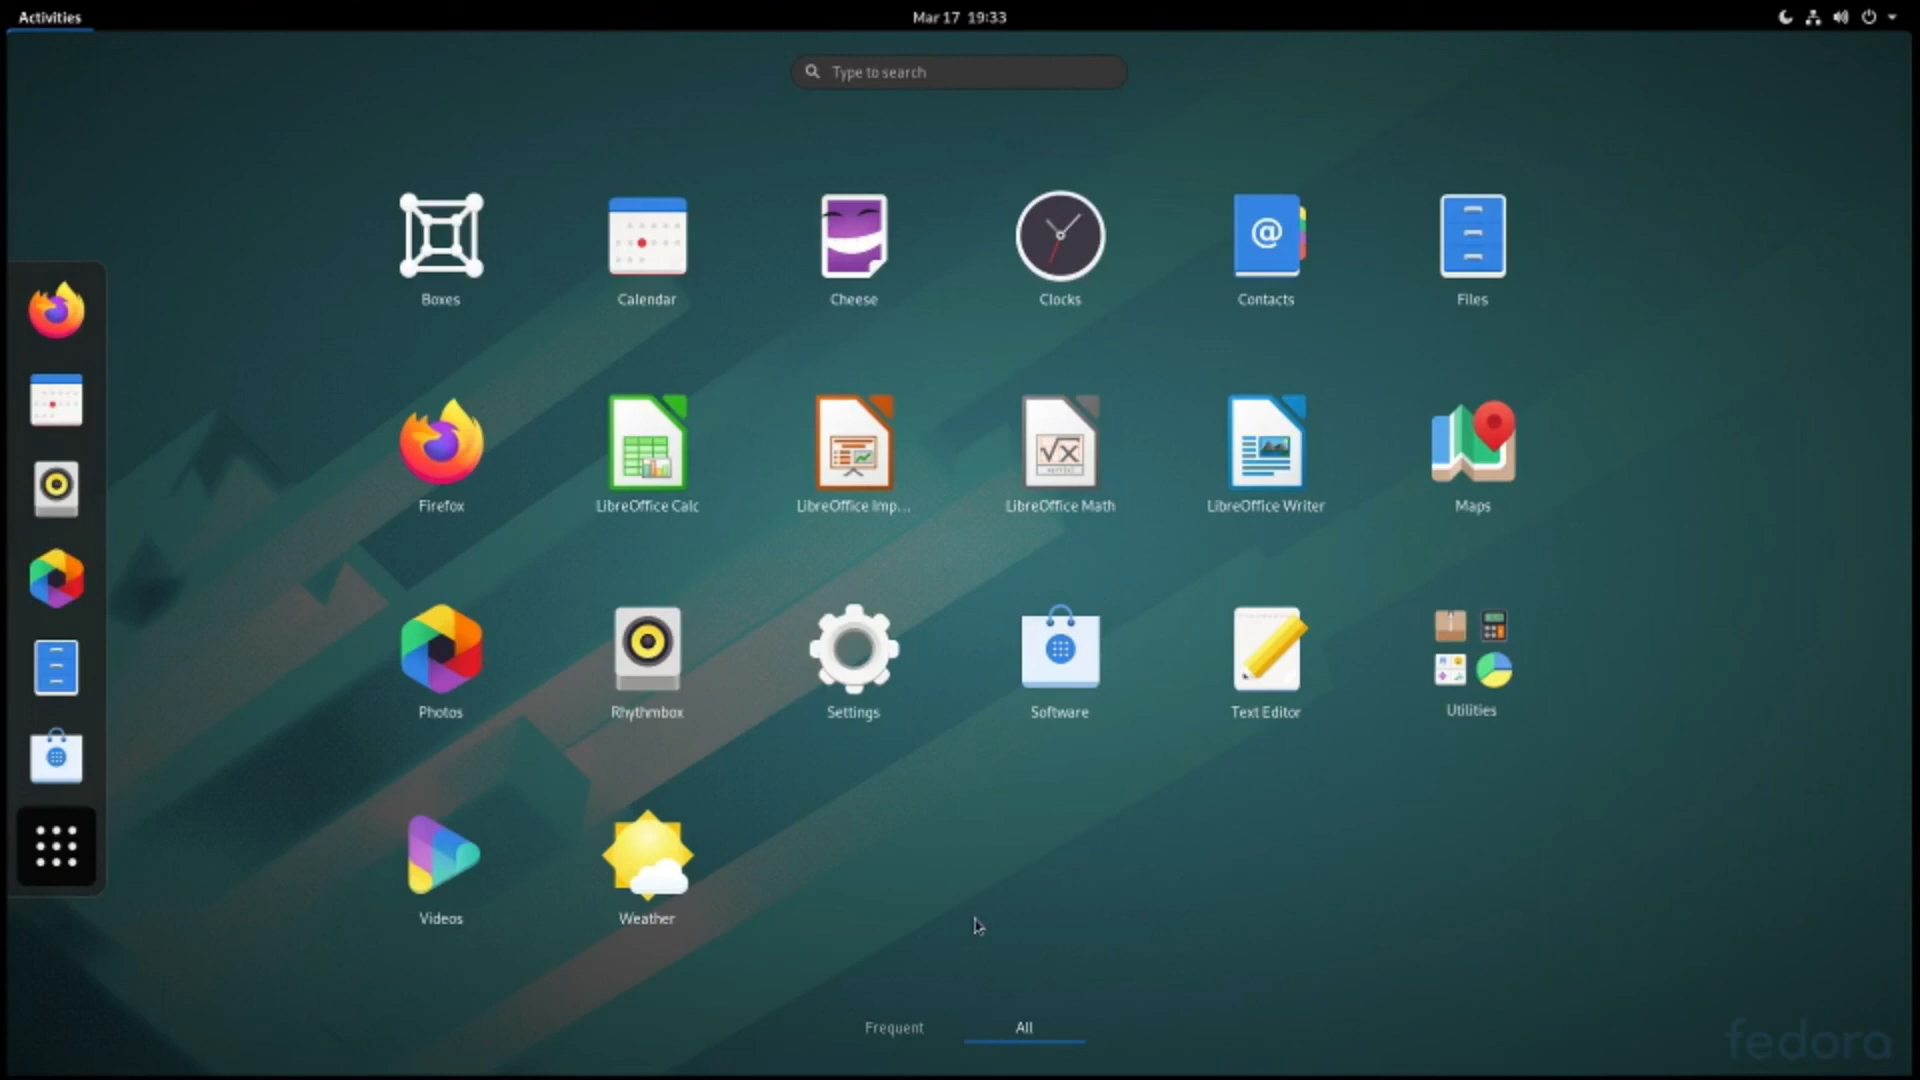 Activities
Mar 17 19:33
Type to search
Boxes
Calendar
Cheese
Clocks
Contacts
Files
Firefox
LibreOffice Calc
LibreOffice Imp...
LibreOffice Math
LibreOffice Writer
Maps
Photos
Rhythmbox
Settings
Software
Text Editor
Utilities
Videos
Weather
Frequent
All
fedora